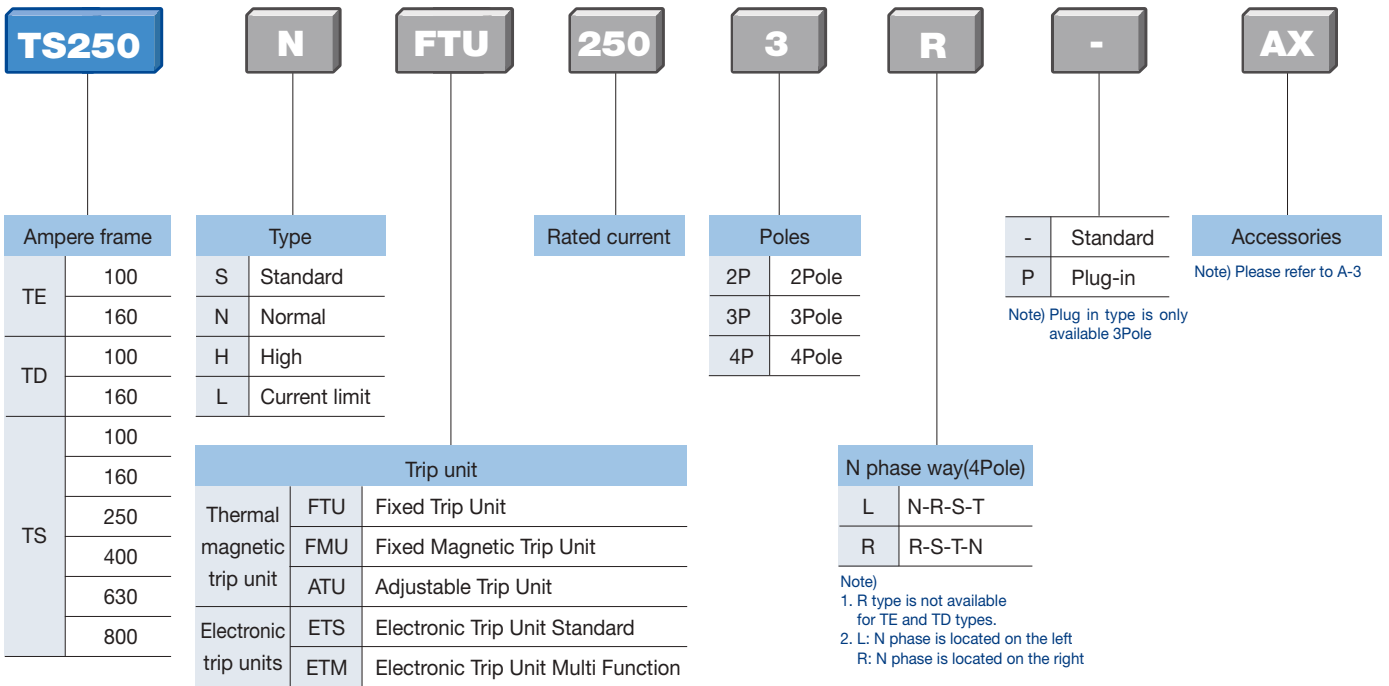 TS250 N FTU 250 3 R - AX
Ampere frame
TE 100
160
TD 100
160
TS 100
160
250
400
630
800
Type
S Standard
N Normal
H High
L Current limit
Trip unit
Thermal magnetic trip unit
FTU Fixed Trip Unit
FMU Fixed Magnetic Trip Unit
ATU Adjustable Trip Unit
Electronic trip units
ETS Electronic Trip Unit Standard
ETM Electronic Trip Unit Multi Function
Rated current
Poles
2P 2Pole
3P 3Pole
4P 4Pole
N phase way(4Pole)
L N-R-S-T
R R-S-T-N
Note)
1. R type is not available
for TE and TD types.
2. L: N phase is located on the left
R: N phase is located on the right
- Standard
P Plug-in
Note) Plug in type is only
available 3Pole
Accessories
Note) Please refer to A-3